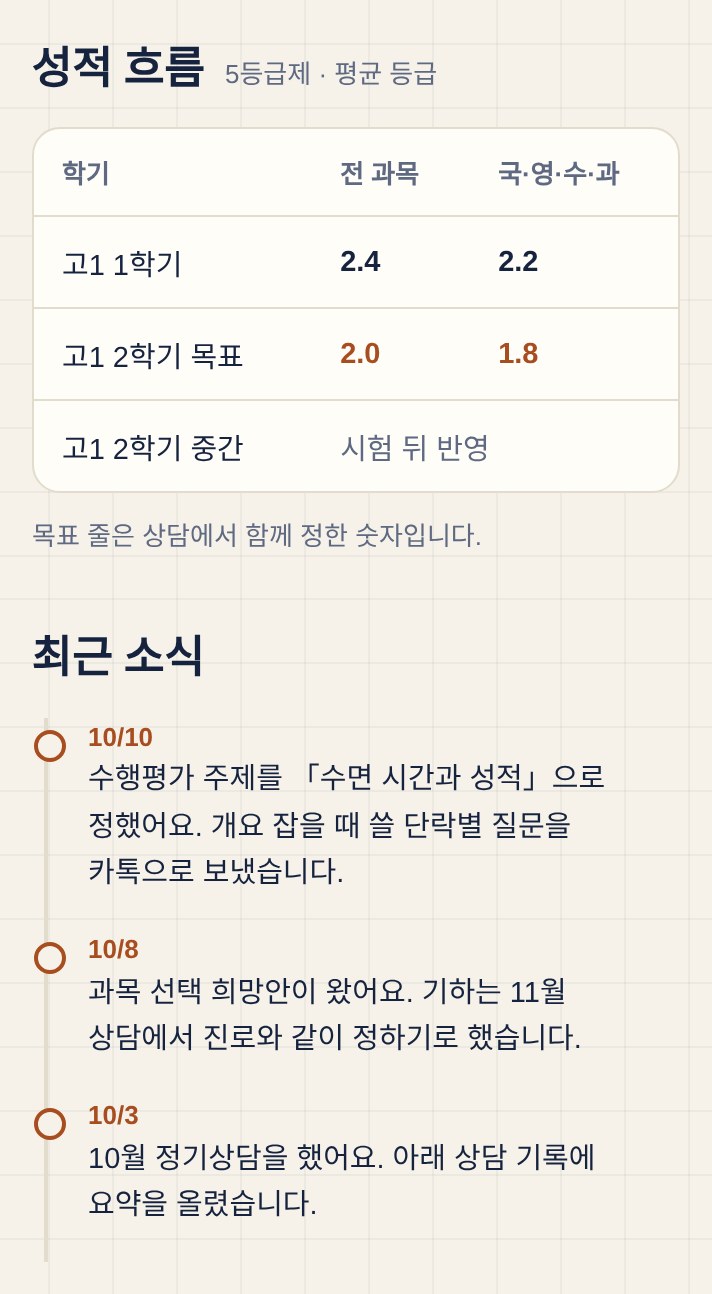 성적 흐름 5등급제 · 평균 등급
학기 전 과목 국·영·수·과
고1 1학기 2.4 2.2
고1 2학기 목표 2.0 1.8
고1 2학기 중간 시험 뒤 반영
목표 줄은 상담에서 함께 정한 숫자입니다.
최근 소식
10/10
수행평가 주제를 「수면 시간과 성적」으로
정했어요. 개요 잡을 때 쓸 단락별 질문을
카톡으로 보냈습니다.
10/8
과목 선택 희망안이 왔어요. 기하는 11월
상담에서 진로와 같이 정하기로 했습니다.
10/3
10월 정기상담을 했어요. 아래 상담 기록에
요약을 올렸습니다.